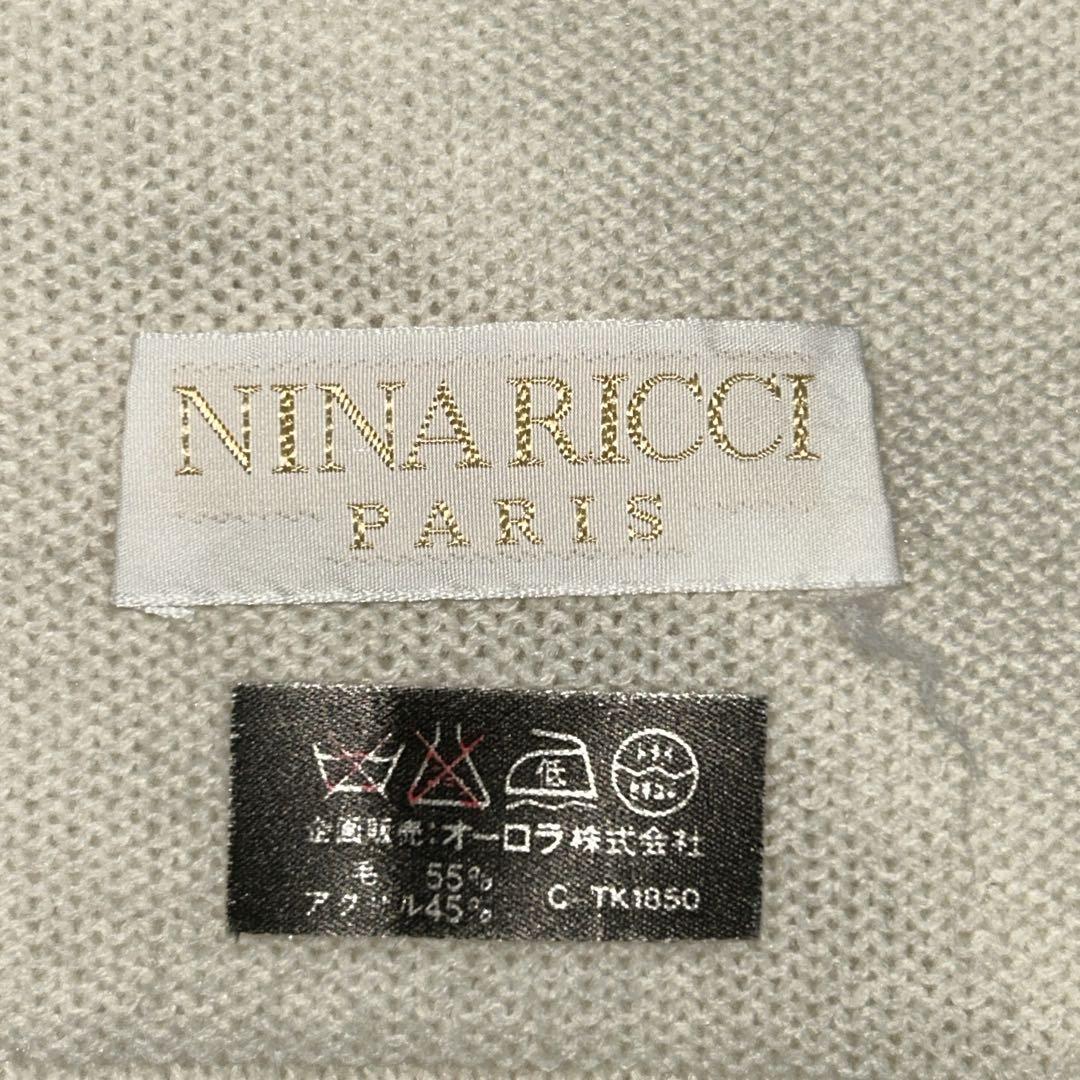 NINA RICCI
PARIS
低
企画販売:オーロラ株式会社
毛 55%
アクリル45% C-TK1850